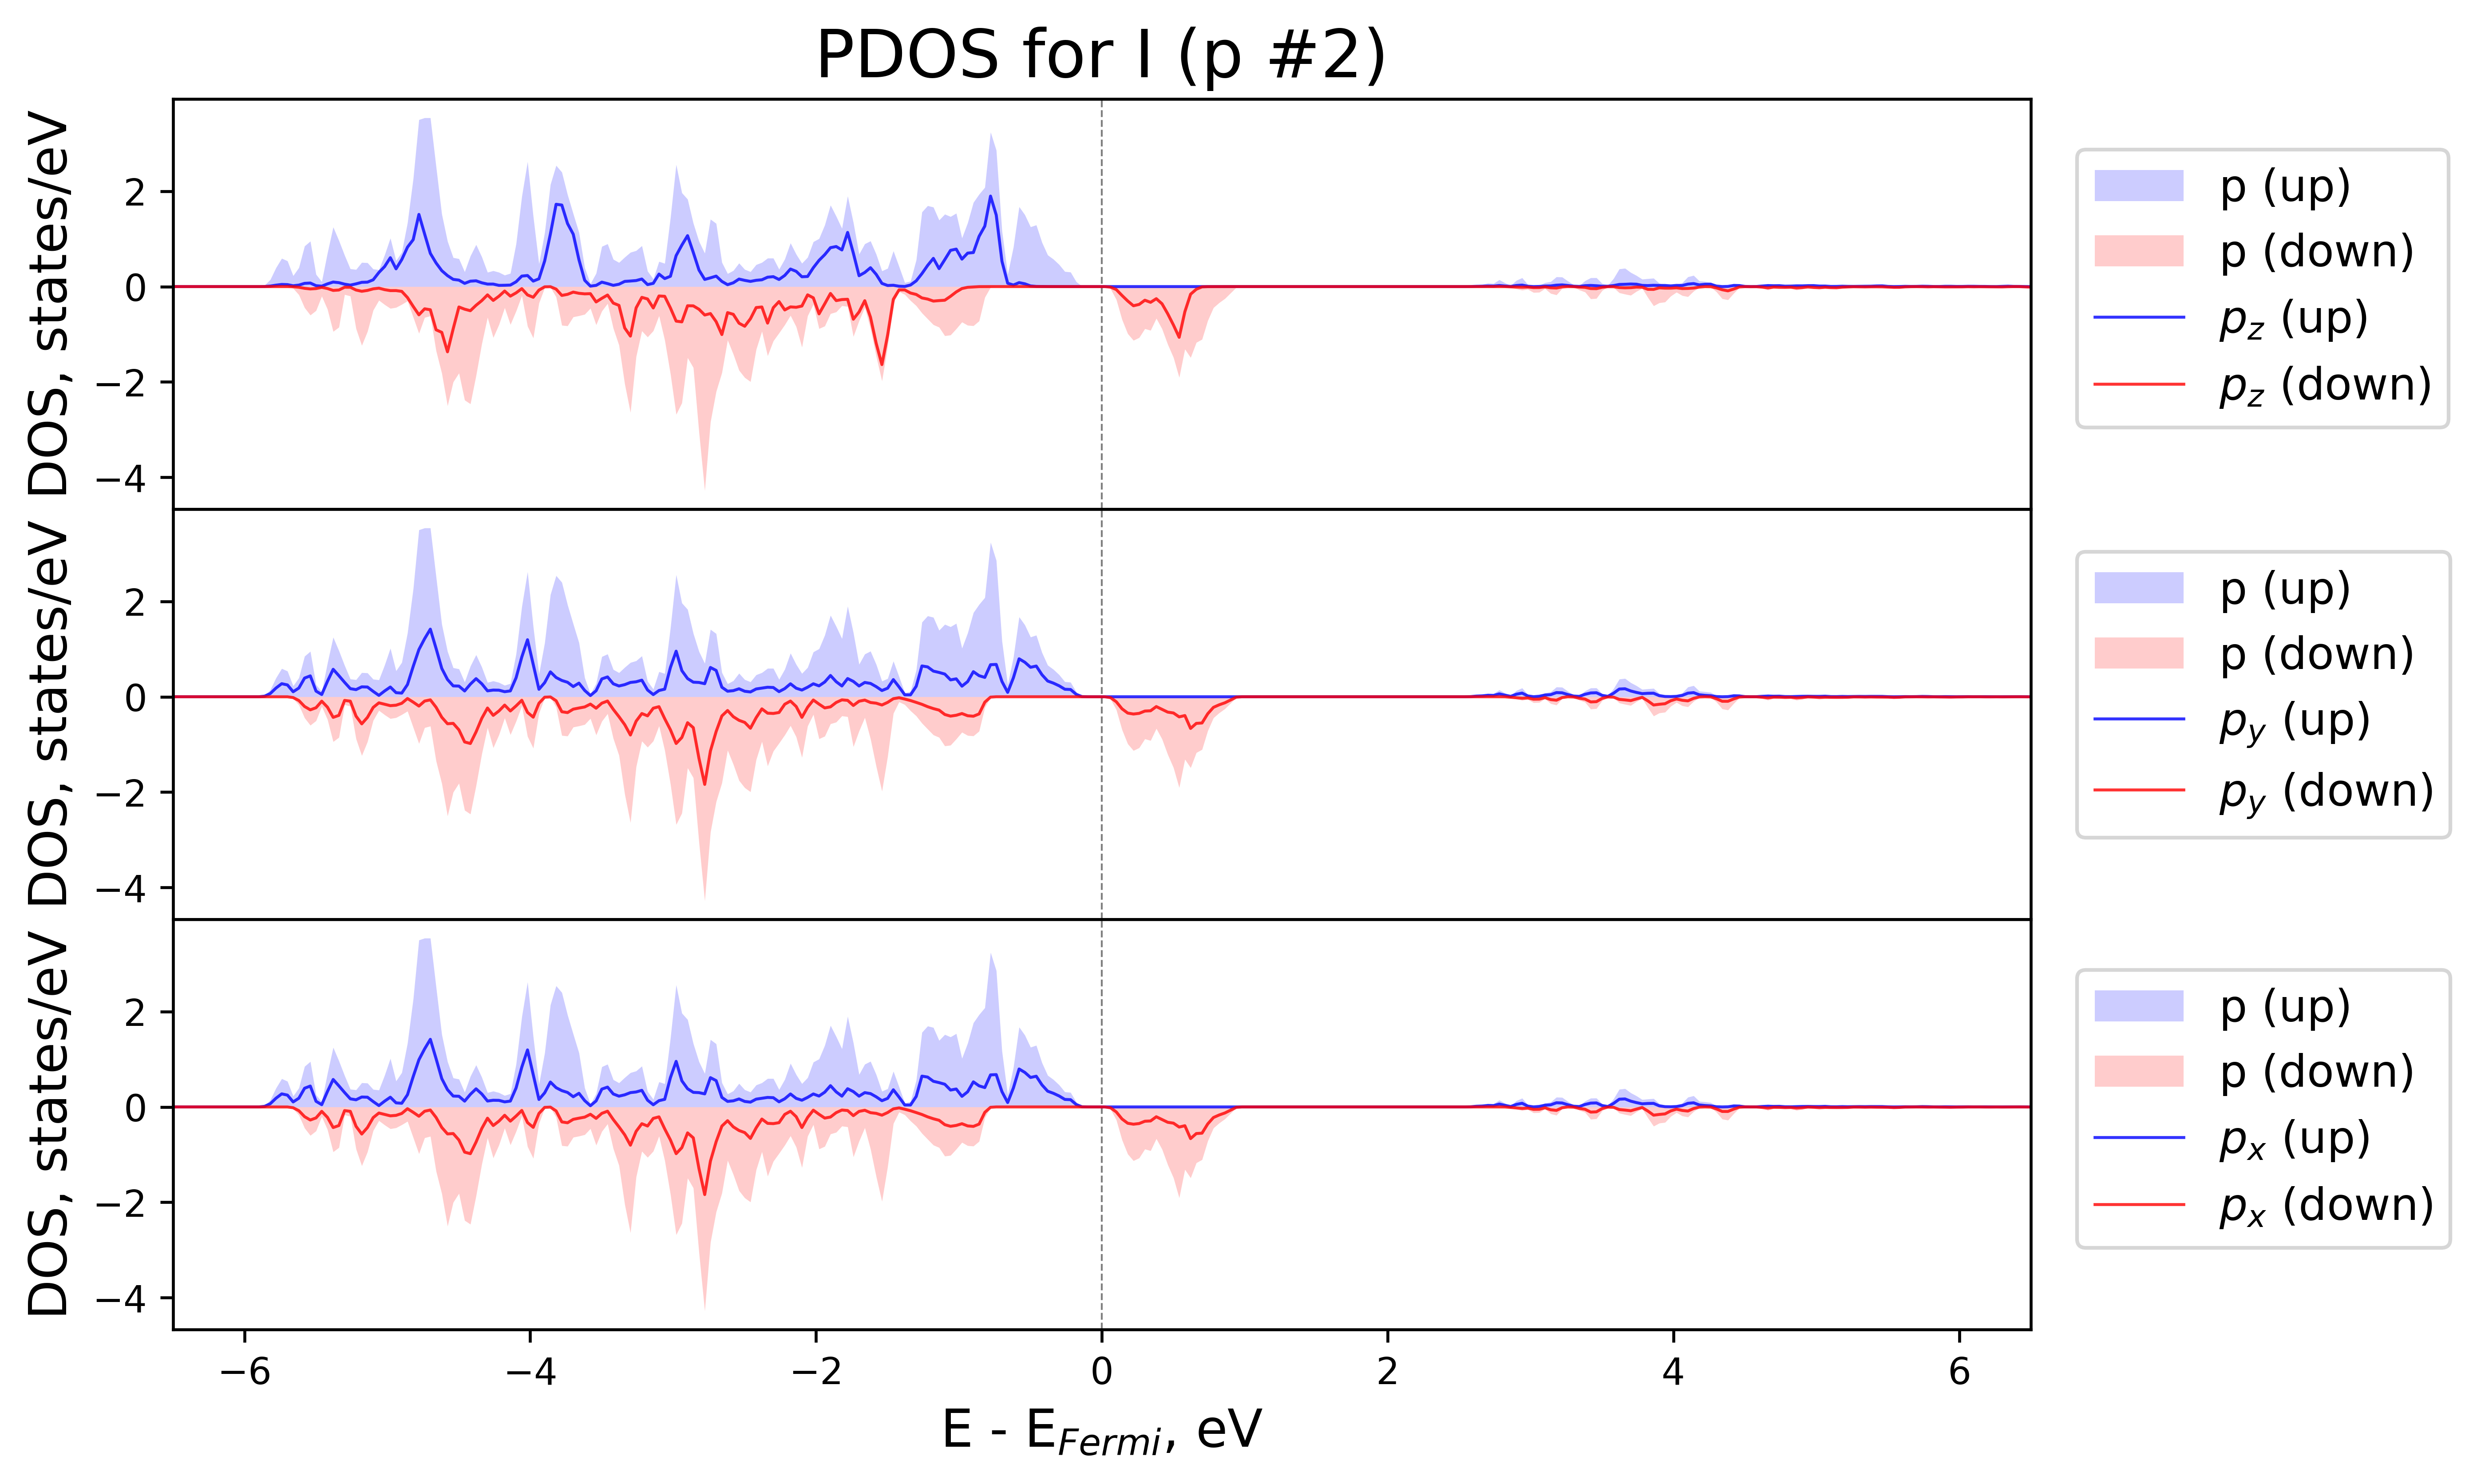 PDOS for I (p #2)
DOS, states/eV
2
0
−2
−4
p (up)
p (down)
p_z (up)
p_z (down)
DOS, states/eV
2
0
−2
−4
p (up)
p (down)
p_y (up)
p_y (down)
DOS, states/eV
2
0
−2
−4
p (up)
p (down)
p_x (up)
p_x (down)
−6 −4 −2 0 2 4 6
E - E_Fermi, eV